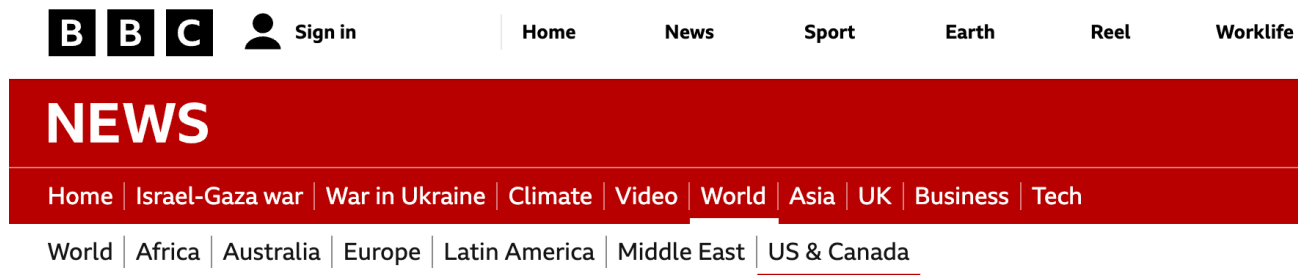 BBC Sign in Home News Sport Earth Reel Worklife
NEWS
Home Israel-Gaza war War in Ukraine Climate Video World Asia UK Business Tech
World Africa Australia Europe Latin America Middle East US & Canada